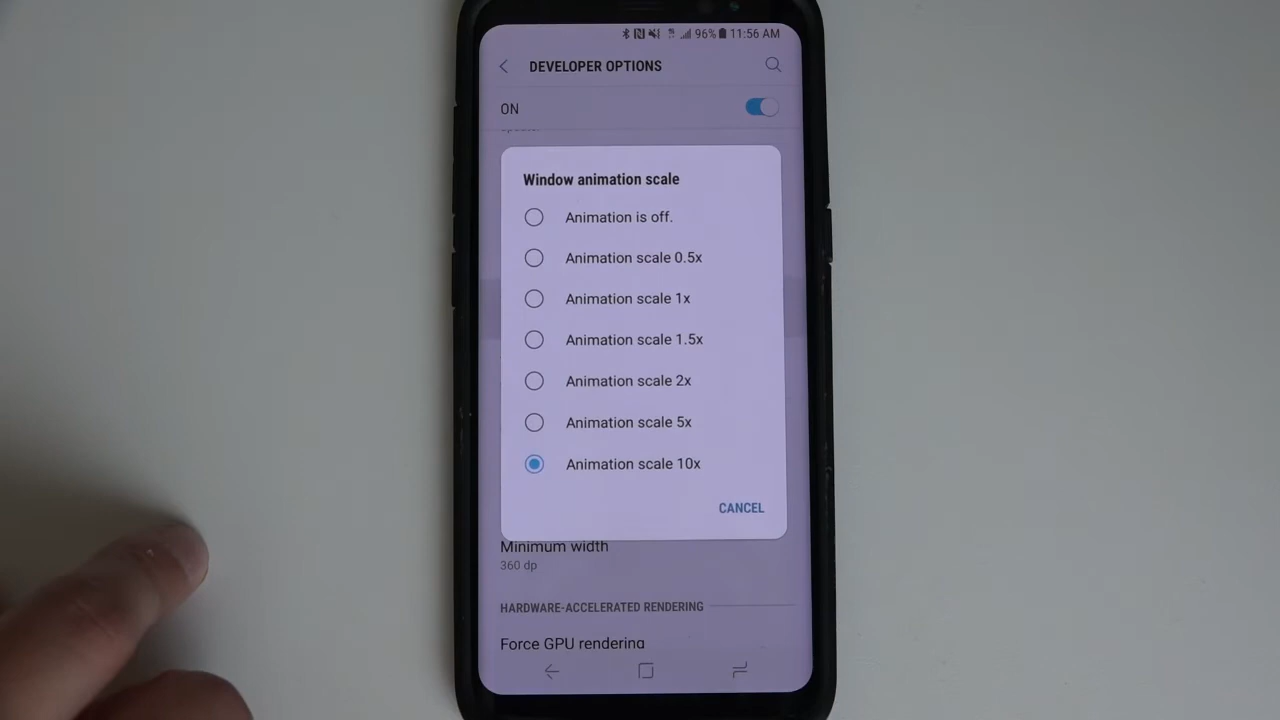 96% 11:56 AM
DEVELOPER OPTIONS
ON
Window animation scale
Animation is off.
Animation scale 0.5x
Animation scale 1x
Animation scale 1.5x
Animation scale 2x
Animation scale 5x
Animation scale 10x
CANCEL
Minimum width
360 dp
HARDWARE-ACCELERATED RENDERING
Force GPU rendering